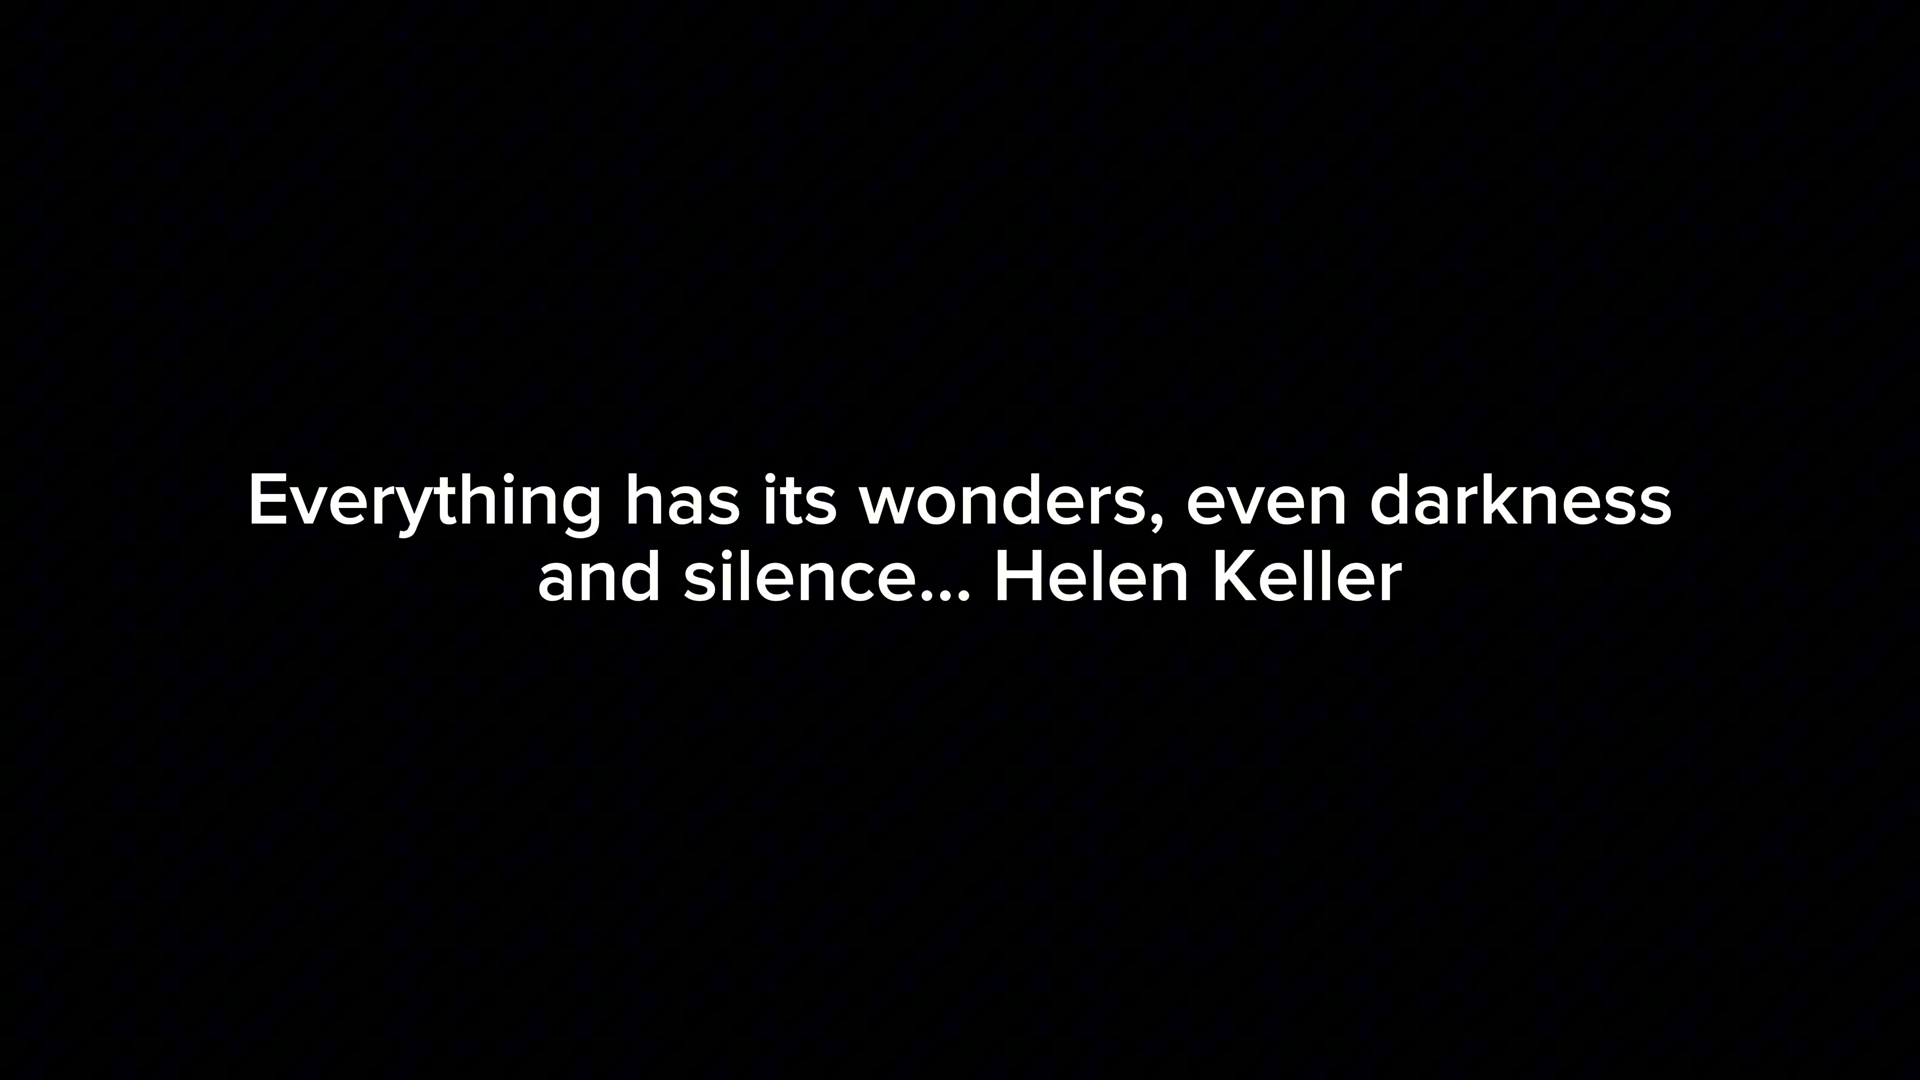 Everything has its wonders, even darkness
and silence... Helen Keller